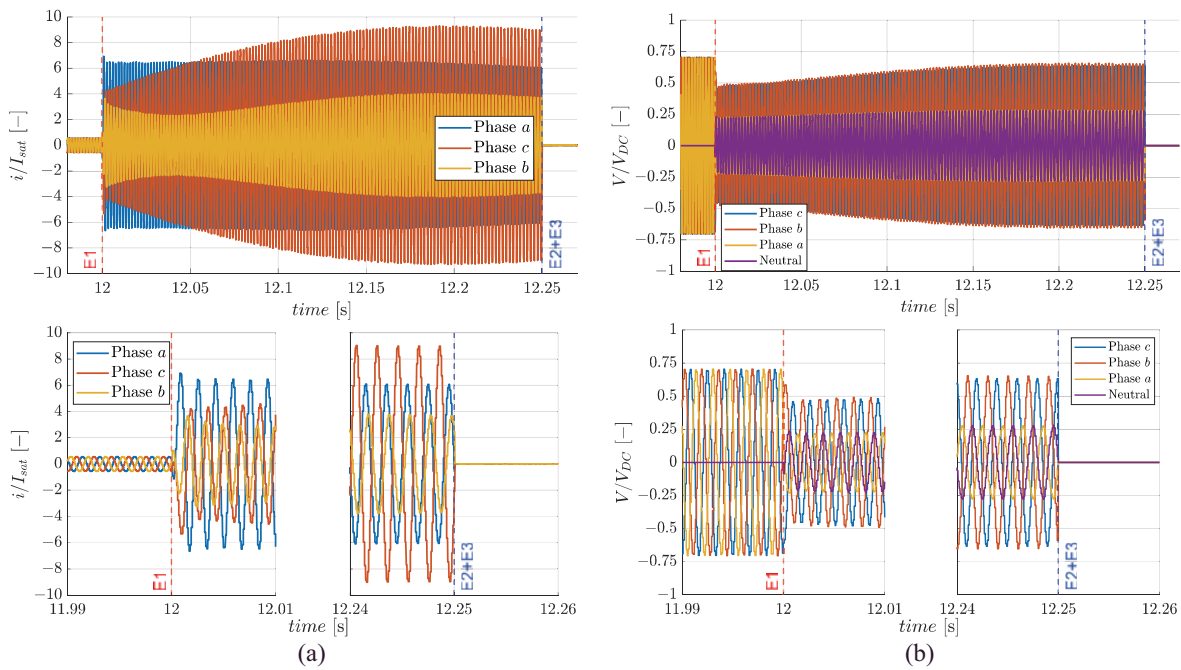 10
8
6
4
2
0
−2
−4
−6
−8
−10
i/I_sat [−]
Phase a
Phase c
Phase b
E1
E2+E3
12
12.05
12.1
12.15
12.2
12.25
time [s]
1
0.75
0.5
0.25
0
−0.25
−0.5
−0.75
−1
V/V_DC [−]
Phase c
Phase b
Phase a
Neutral
E1
E2+E3
12
12.05
12.1
12.15
12.2
12.25
time [s]
10
8
6
4
2
0
−2
−4
−6
−8
−10
i/I_sat [−]
Phase a
Phase c
Phase b
E1
E2+E3
11.99
12
12.01
12.24
12.25
12.26
time [s]
(a)
1
0.75
0.5
0.25
0
−0.25
−0.5
−0.75
−1
V/V_DC [−]
Phase c
Phase b
Phase a
Neutral
E1
E2+E3
11.99
12
12.01
12.24
12.25
12.26
time [s]
(b)